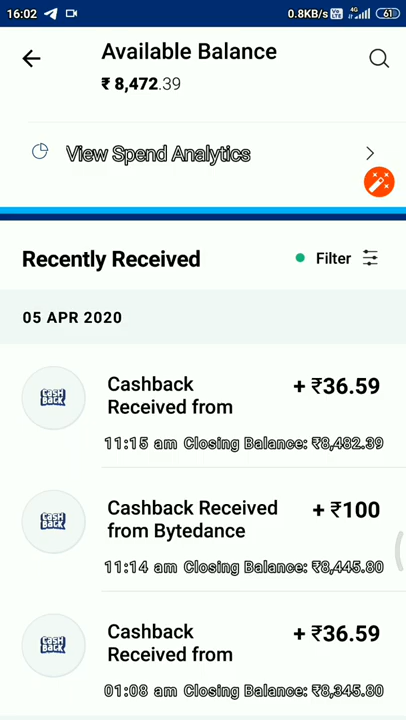 16:02 0.8KB/s Vo LTE 4G 61
Available Balance
₹ 8,472.39
View Spend Analytics
Recently Received
Filter
05 APR 2020
CASH
BACK
Cashback
Received from
+ ₹36.59
11:15 am Closing Balance: ₹8,482.39
CASH
BACK
Cashback Received
from Bytedance
+ ₹100
11:14 am Closing Balance: ₹8,445.80
CASH
BACK
Cashback
Received from
+ ₹36.59
01:08 am Closing Balance: ₹8,345.80